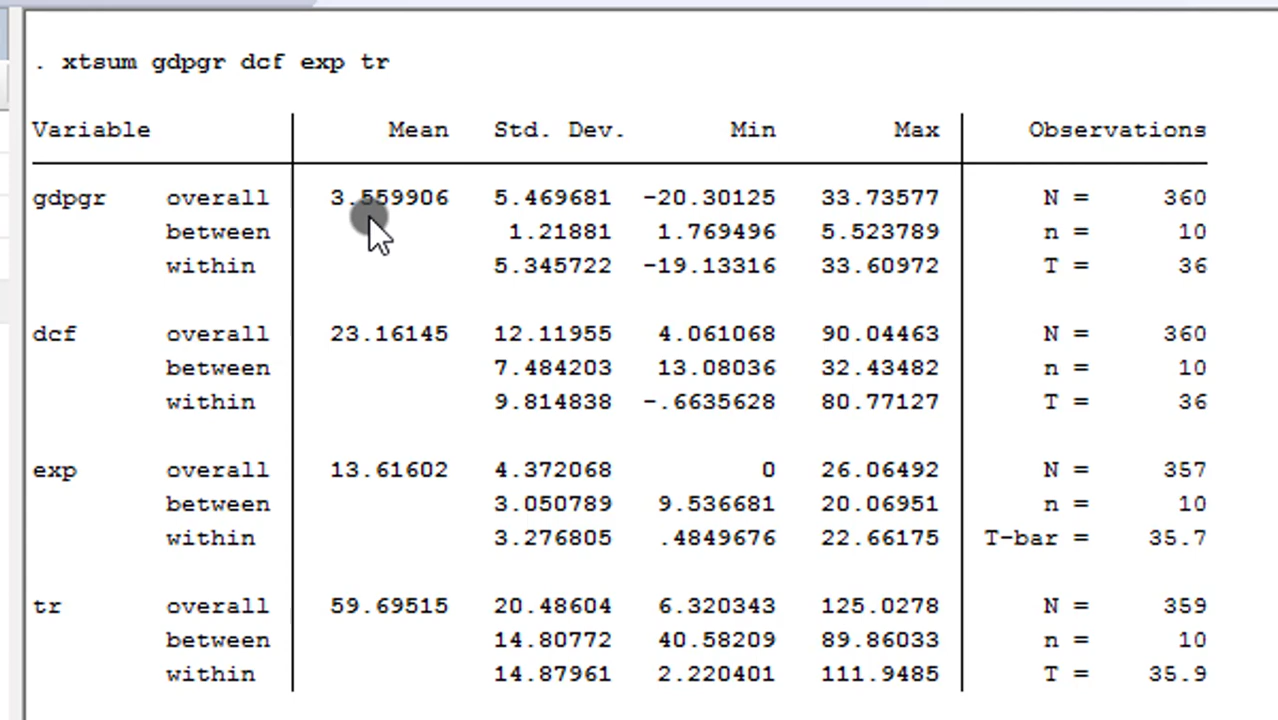 . xtsum gdpgr dcf exp tr
Variable Mean Std. Dev. Min Max Observations
gdpgr overall 3.559906 5.469681 -20.30125 33.73577 N = 360
between 1.21881 1.769496 5.523789 n = 10
within 5.345722 -19.13316 33.60972 T = 36
dcf overall 23.16145 12.11955 4.061068 90.04463 N = 360
between 7.484203 13.08036 32.43482 n = 10
within 9.814838 -.6635628 80.77127 T = 36
exp overall 13.61602 4.372068 0 26.06492 N = 357
between 3.050789 9.536681 20.06951 n = 10
within 3.276805 .4849676 22.66175 T-bar = 35.7
tr overall 59.69515 20.48604 6.320343 125.0278 N = 359
between 14.80772 40.58209 89.86033 n = 10
within 14.87961 2.220401 111.9485 T = 35.9